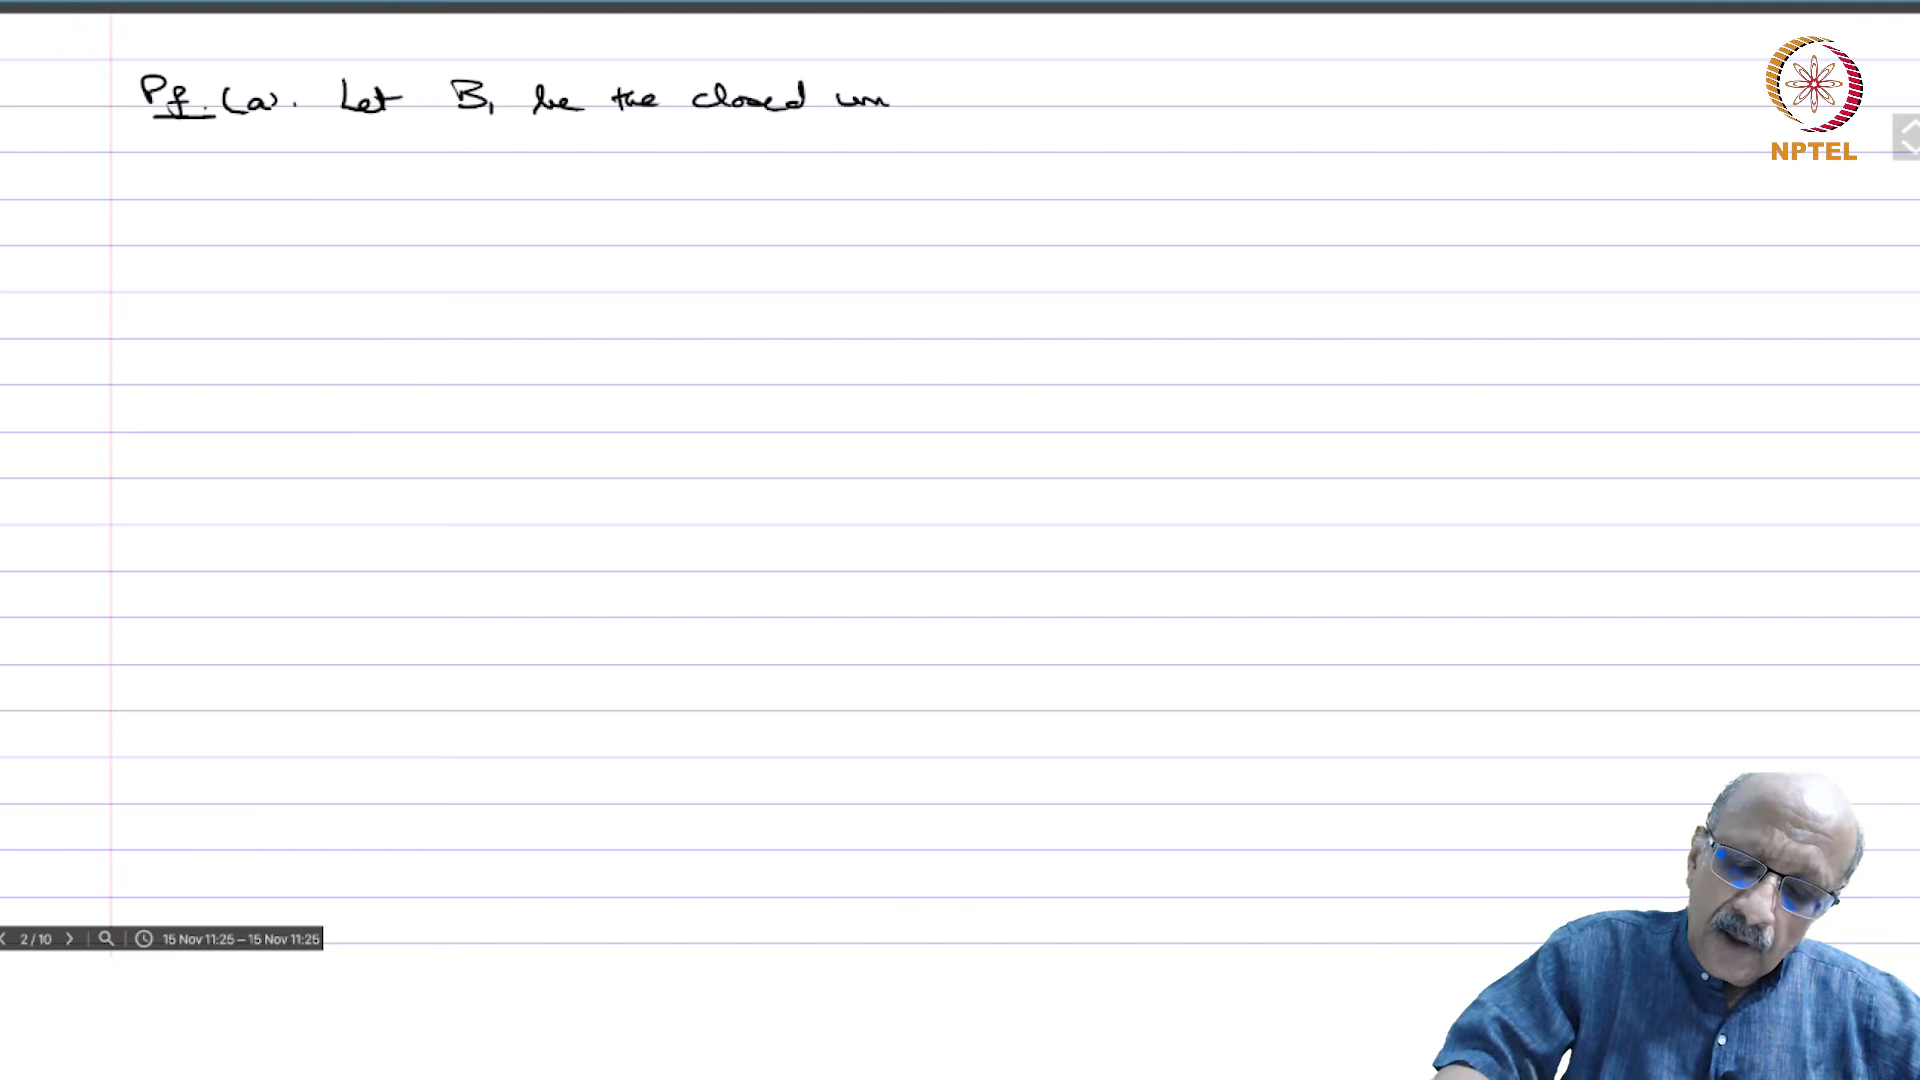 Pf. (a). Let B₁ be the closed un
NPTEL
2 / 10
15 Nov 11:25 – 15 Nov 11:25